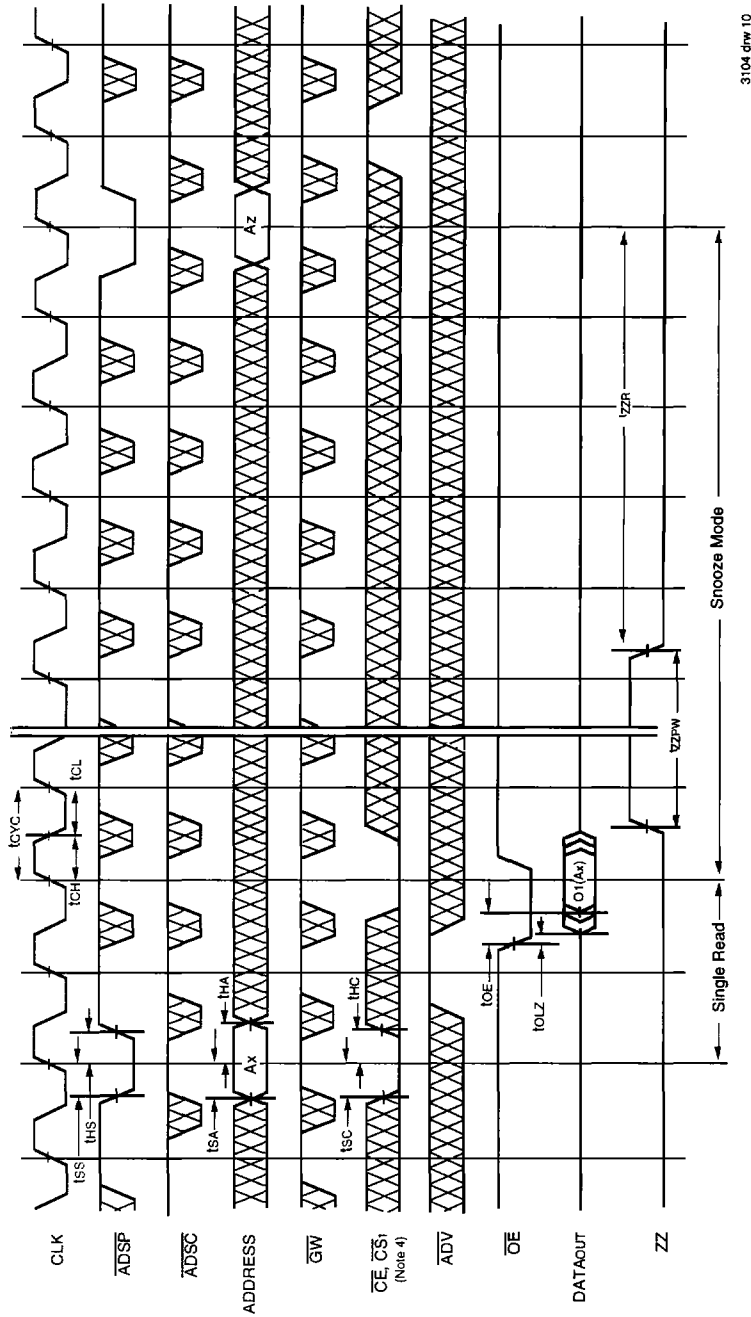 CLK
tCYC
tCH
tCL
tSS
tHS
ADSP
ADSC
ADDRESS
tSA
tHA
Ax
Az
GW
CE, CS1
(Note 4)
tSC
tHC
ADV
OE
tOE
tOLZ
DATAOUT
O1(Ax)
ZZ
tZZPW
tZZR
Single Read
Snooze Mode
3104 drw 10